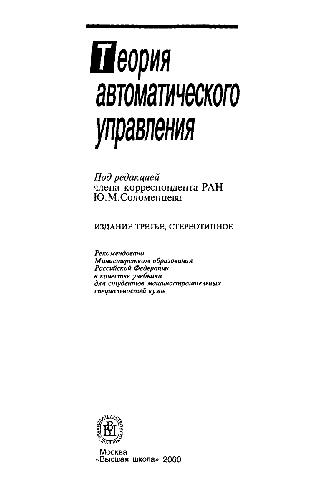 Теория
автоматического
управления
Под редакцией
члена-корреспондента РАН
Ю.М.Соломенцева
ИЗДАНИЕ ТРЕТЬЕ, СТЕРЕОТИПНОЕ
Рекомендовано
Министерством образования
Российской Федерации
в качестве учебника
для студентов машиностроительных
специальностей вузов
Москва
«Высшая школа» 2000